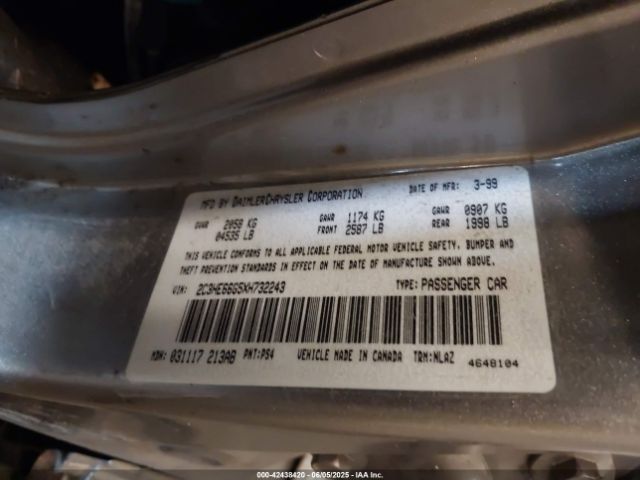 MFD BY DAIMLERCHRYSLER CORPORATION DATE OF MFR: 3-99
GVWR 2058 KG GAWR 1174 KG GAWR 0907 KG
04535 LB FRONT 2587 LB REAR 1998 LB
THIS VEHICLE CONFORMS TO ALL APPLICABLE FEDERAL MOTOR VEHICLE SAFETY, BUMPER AND
THEFT PREVENTION STANDARDS IN EFFECT ON THE DATE OF MANUFACTURE SHOWN ABOVE.
VIN: 2C3HE66G5XH732243 TYPE: PASSENGER CAR
MDH: 031117 213AB PNT: PS4 VEHICLE MADE IN CANADA TRM: NLAZ
4648104
000-42438420 - 06/05/2025 - IAA Inc.